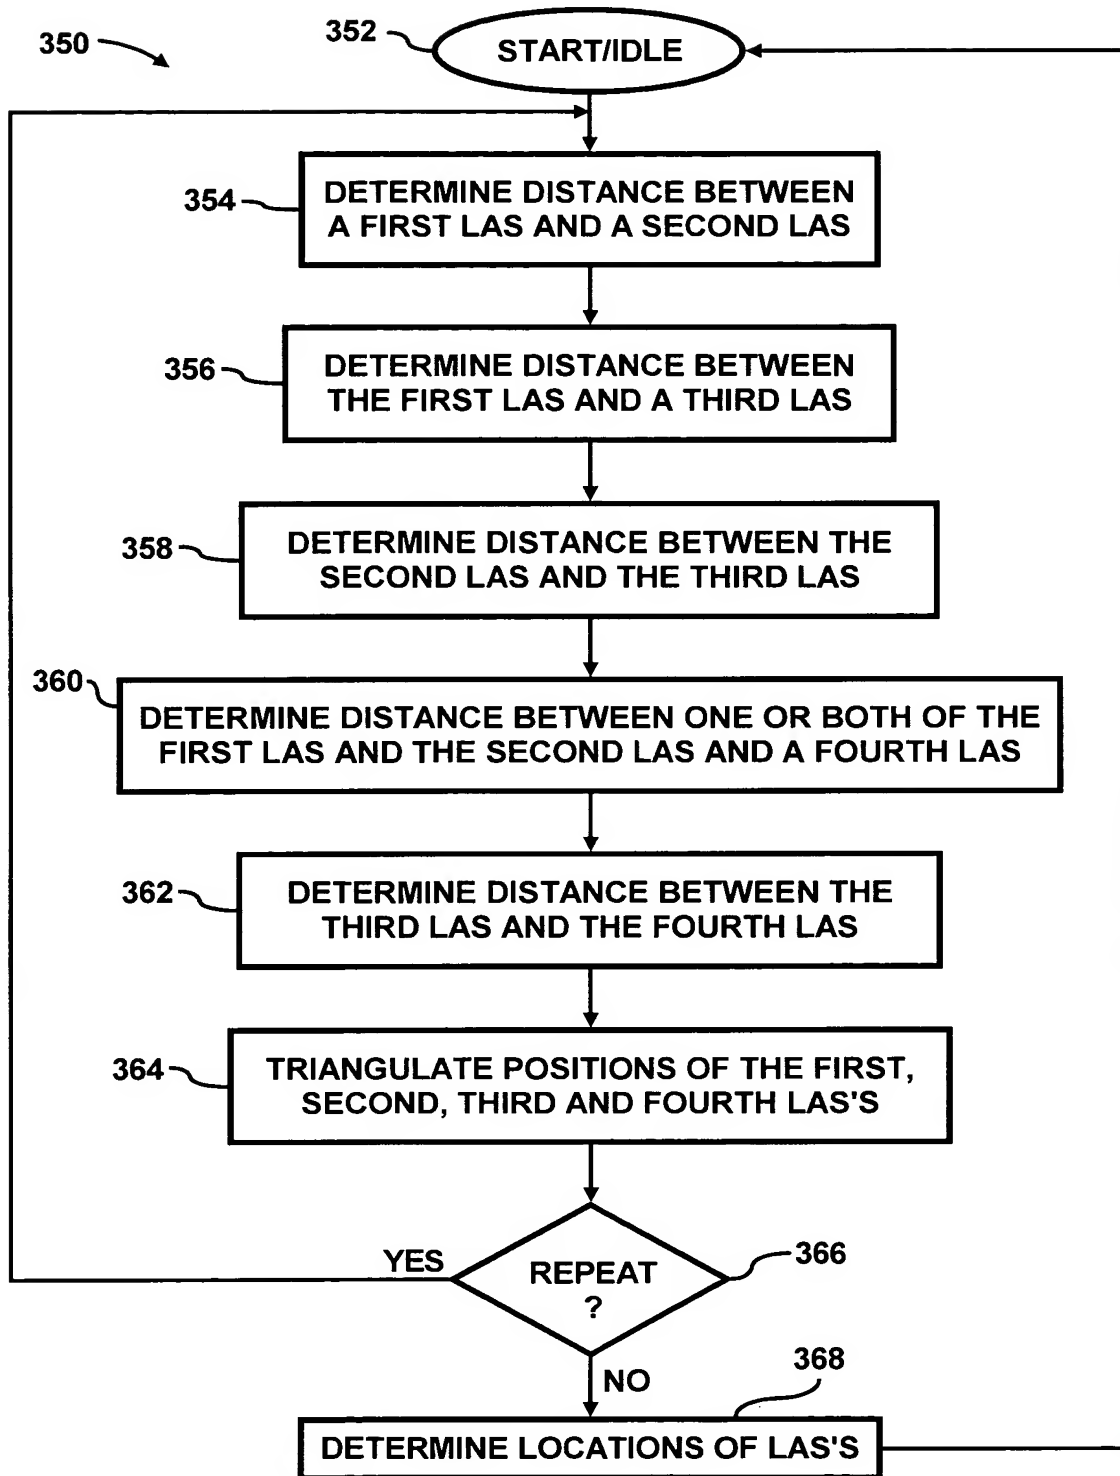 350
352
START/IDLE
354
DETERMINE DISTANCE BETWEEN
A FIRST LAS AND A SECOND LAS
356
DETERMINE DISTANCE BETWEEN
THE FIRST LAS AND A THIRD LAS
358
DETERMINE DISTANCE BETWEEN THE
SECOND LAS AND THE THIRD LAS
360
DETERMINE DISTANCE BETWEEN ONE OR BOTH OF THE
FIRST LAS AND THE SECOND LAS AND A FOURTH LAS
362
DETERMINE DISTANCE BETWEEN THE
THIRD LAS AND THE FOURTH LAS
364
TRIANGULATE POSITIONS OF THE FIRST,
SECOND, THIRD AND FOURTH LAS'S
YES
REPEAT
?
366
NO
368
DETERMINE LOCATIONS OF LAS'S